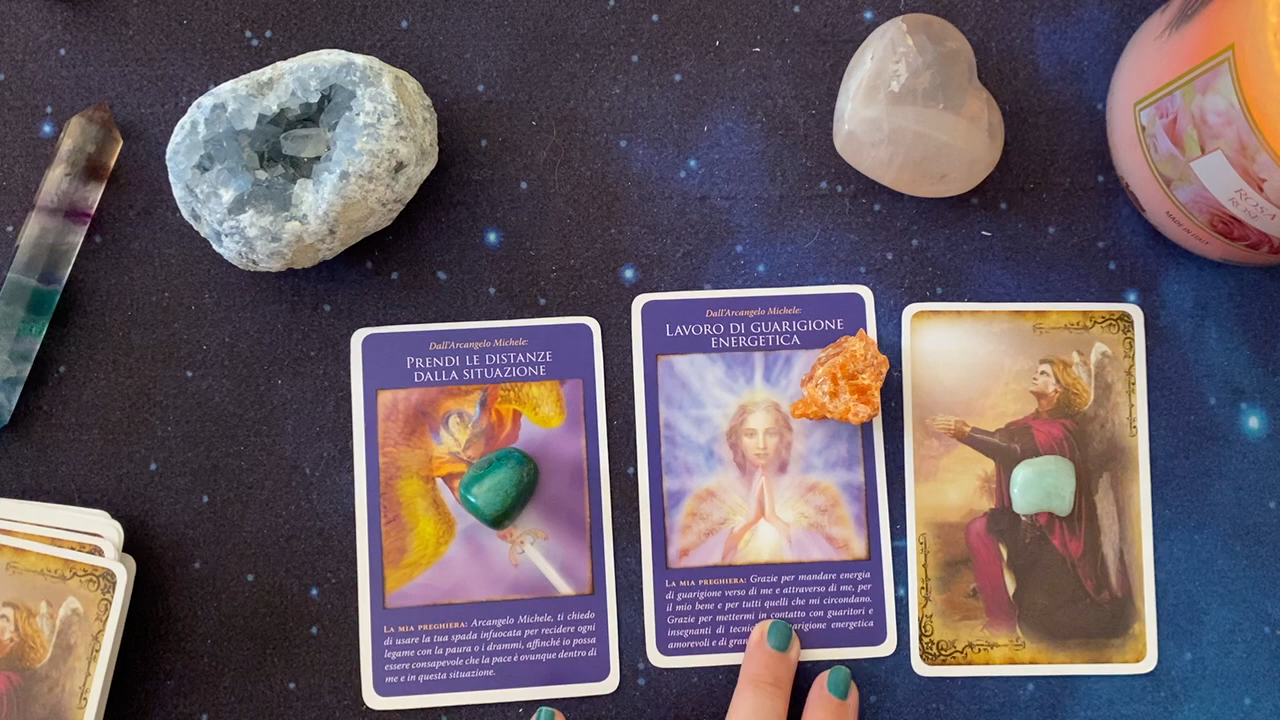 Dall'Arcangelo Michele:
PRENDI LE DISTANZE
DALLA SITUAZIONE
LA MIA PREGHIERA: Arcangelo Michele, ti chiedo
di usare la tua spada infuocata per recidere ogni
legame con la paura o i drammi, affinché io possa
essere consapevole che la pace è ovunque dentro di
me e in questa situazione.
Dall'Arcangelo Michele:
LAVORO DI GUARIGIONE
ENERGETICA
LA MIA PREGHIERA: Grazie per mandare energia
di guarigione verso di me e attraverso di me, per
il mio bene e per tutti quelli che mi circondano.
Grazie per mettermi in contatto con guaritori e
insegnanti di energetica
amorevoli e di
ROSA
MADE IN ITALY